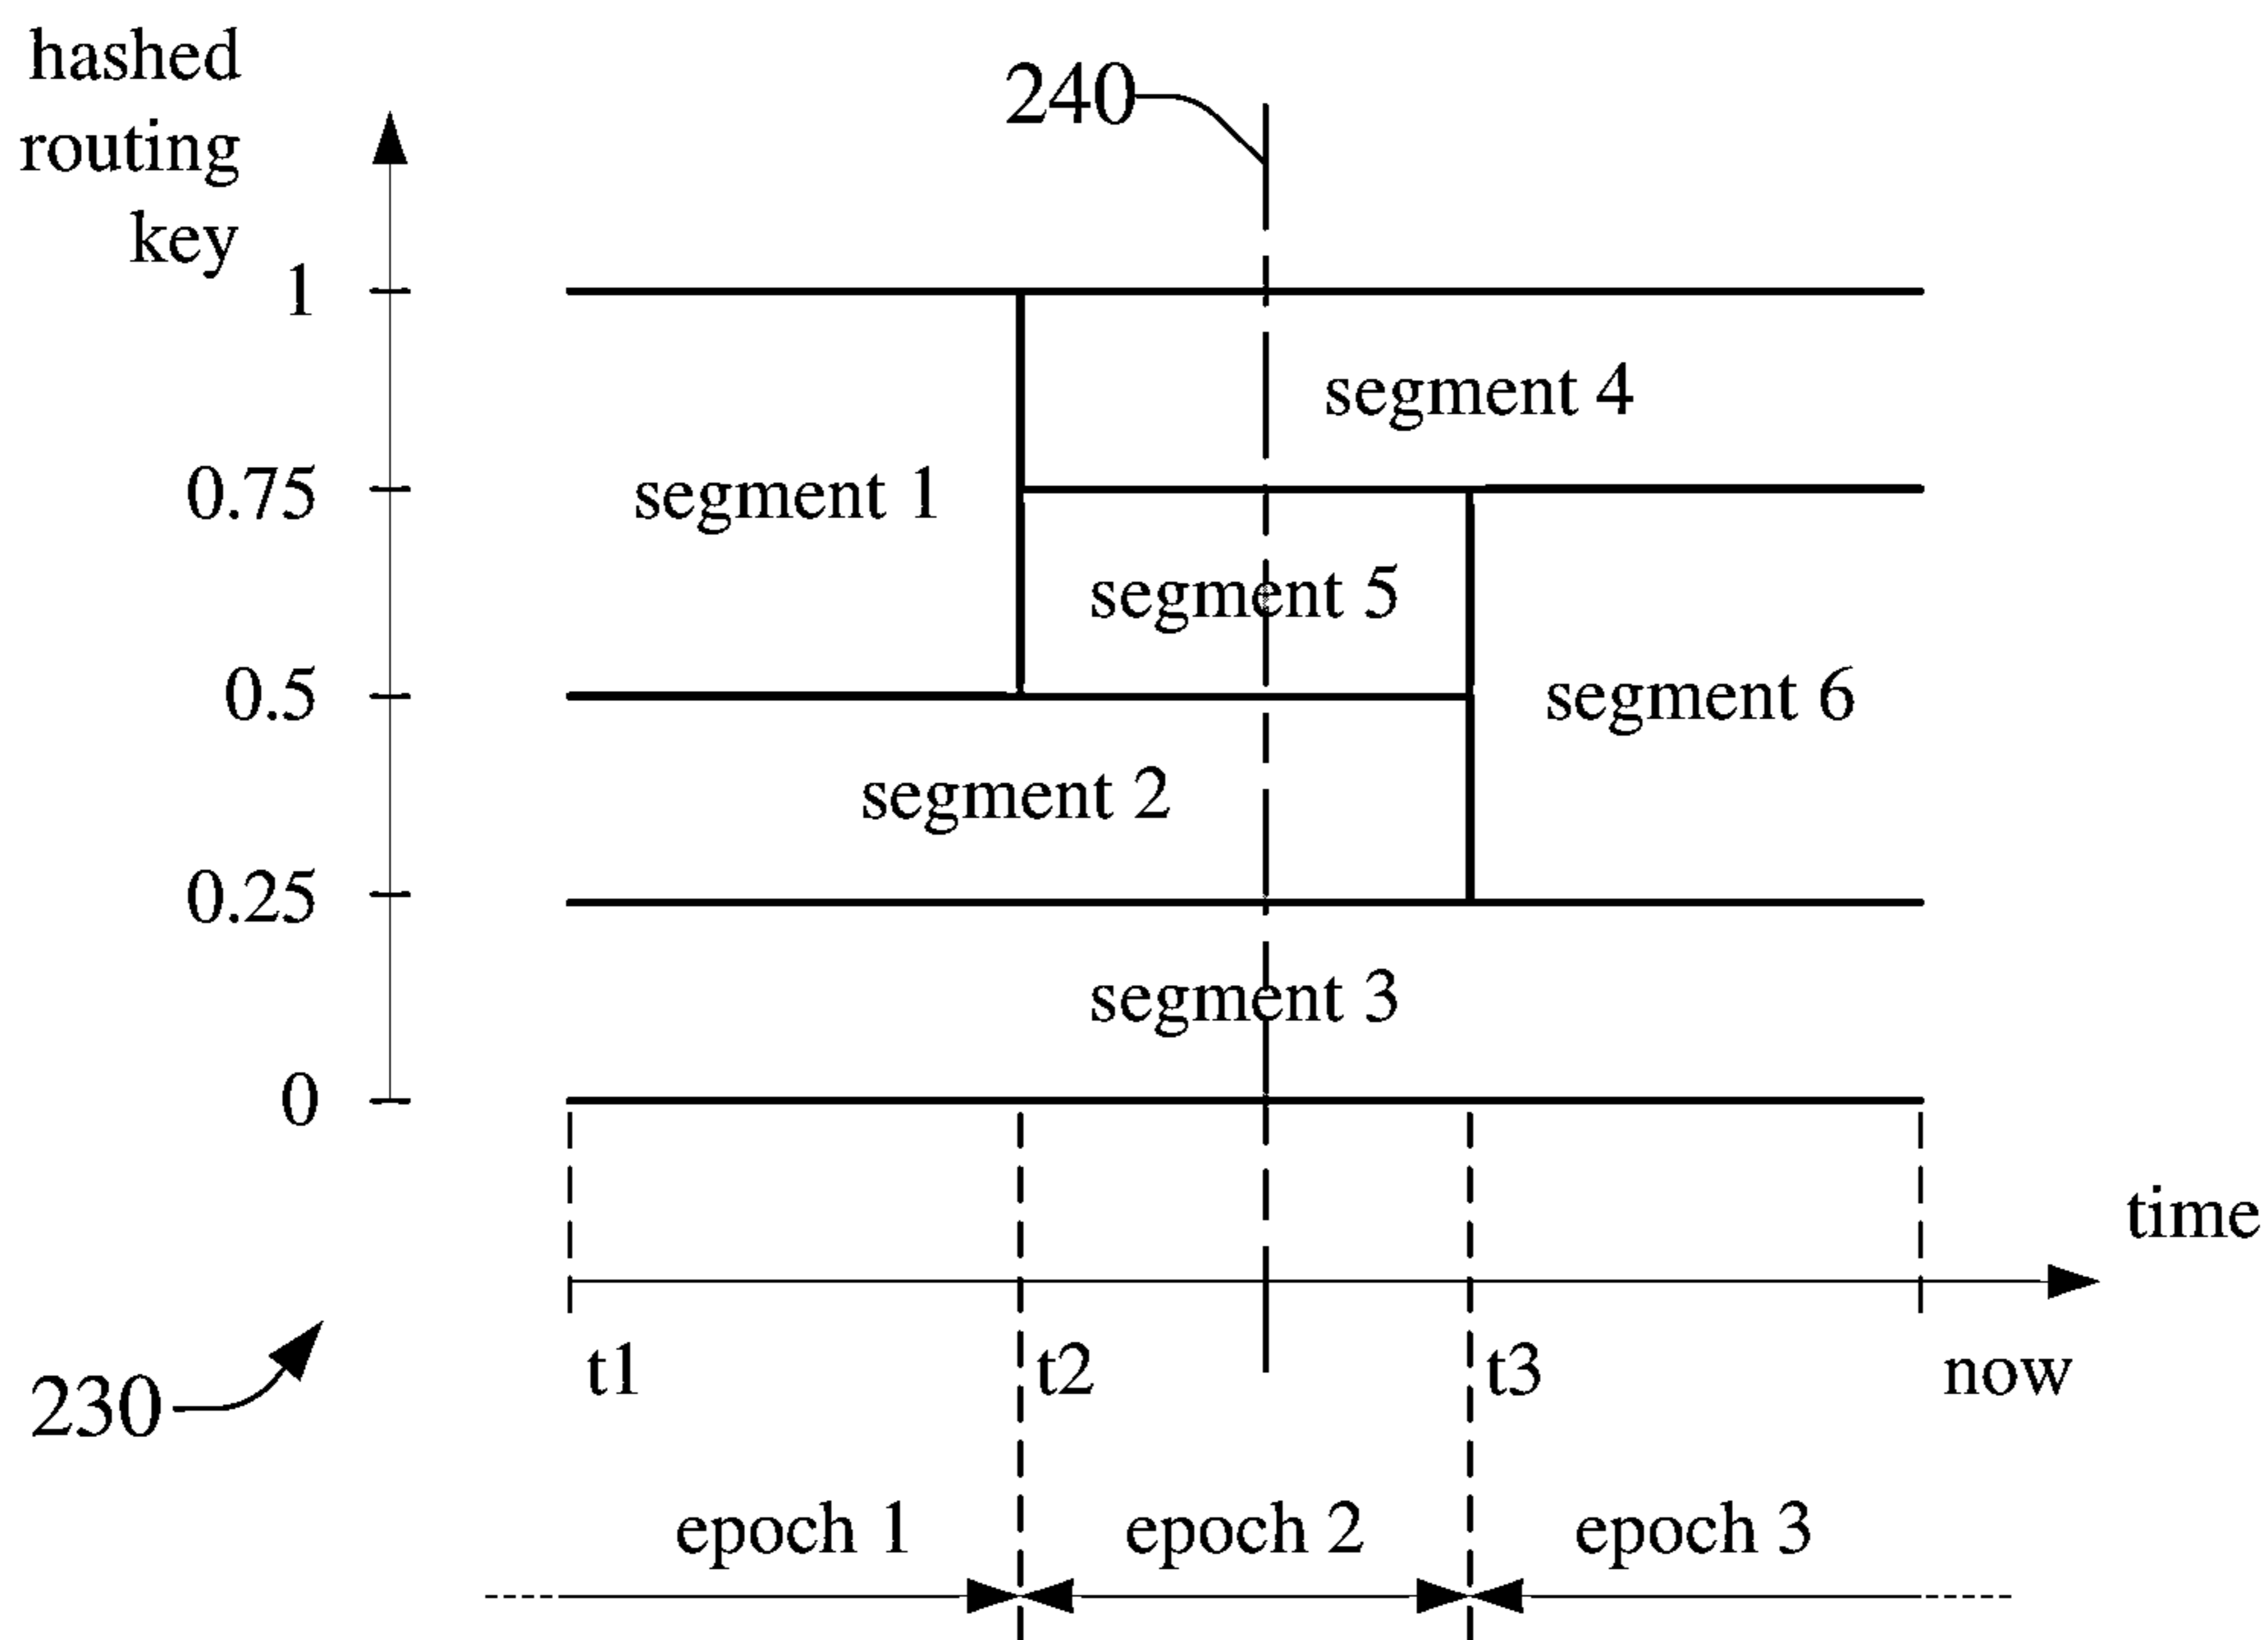 hashed
routing
key
240
1
segment 4
0.75
segment 1
segment 5
0.5
segment 6
segment 2
0.25
segment 3
0
time
t1
t2
t3
now
230
epoch 1
epoch 2
epoch 3